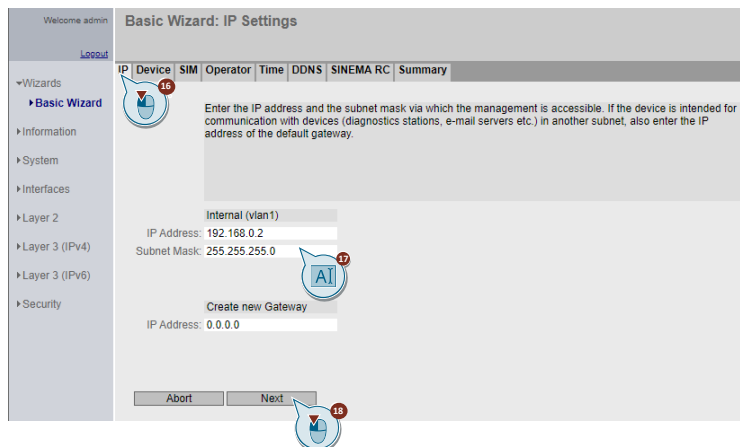 Welcome admin
Basic Wizard: IP Settings
Logout
IP Device SIM Operator Time DDNS SINEMA RC Summary
16
Wizards
Basic Wizard
Information
System
Interfaces
Layer 2
Layer 3 (IPv4)
Layer 3 (IPv6)
Security
Enter the IP address and the subnet mask via which the management is accessible. If the device is intended for
communication with devices (diagnostics stations, e-mail servers etc.) in another subnet, also enter the IP
address of the default gateway.
Internal (vlan1)
IP Address: 192.168.0.2
Subnet Mask: 255.255.255.0
17
AI
Create new Gateway
IP Address: 0.0.0.0
Abort Next
18